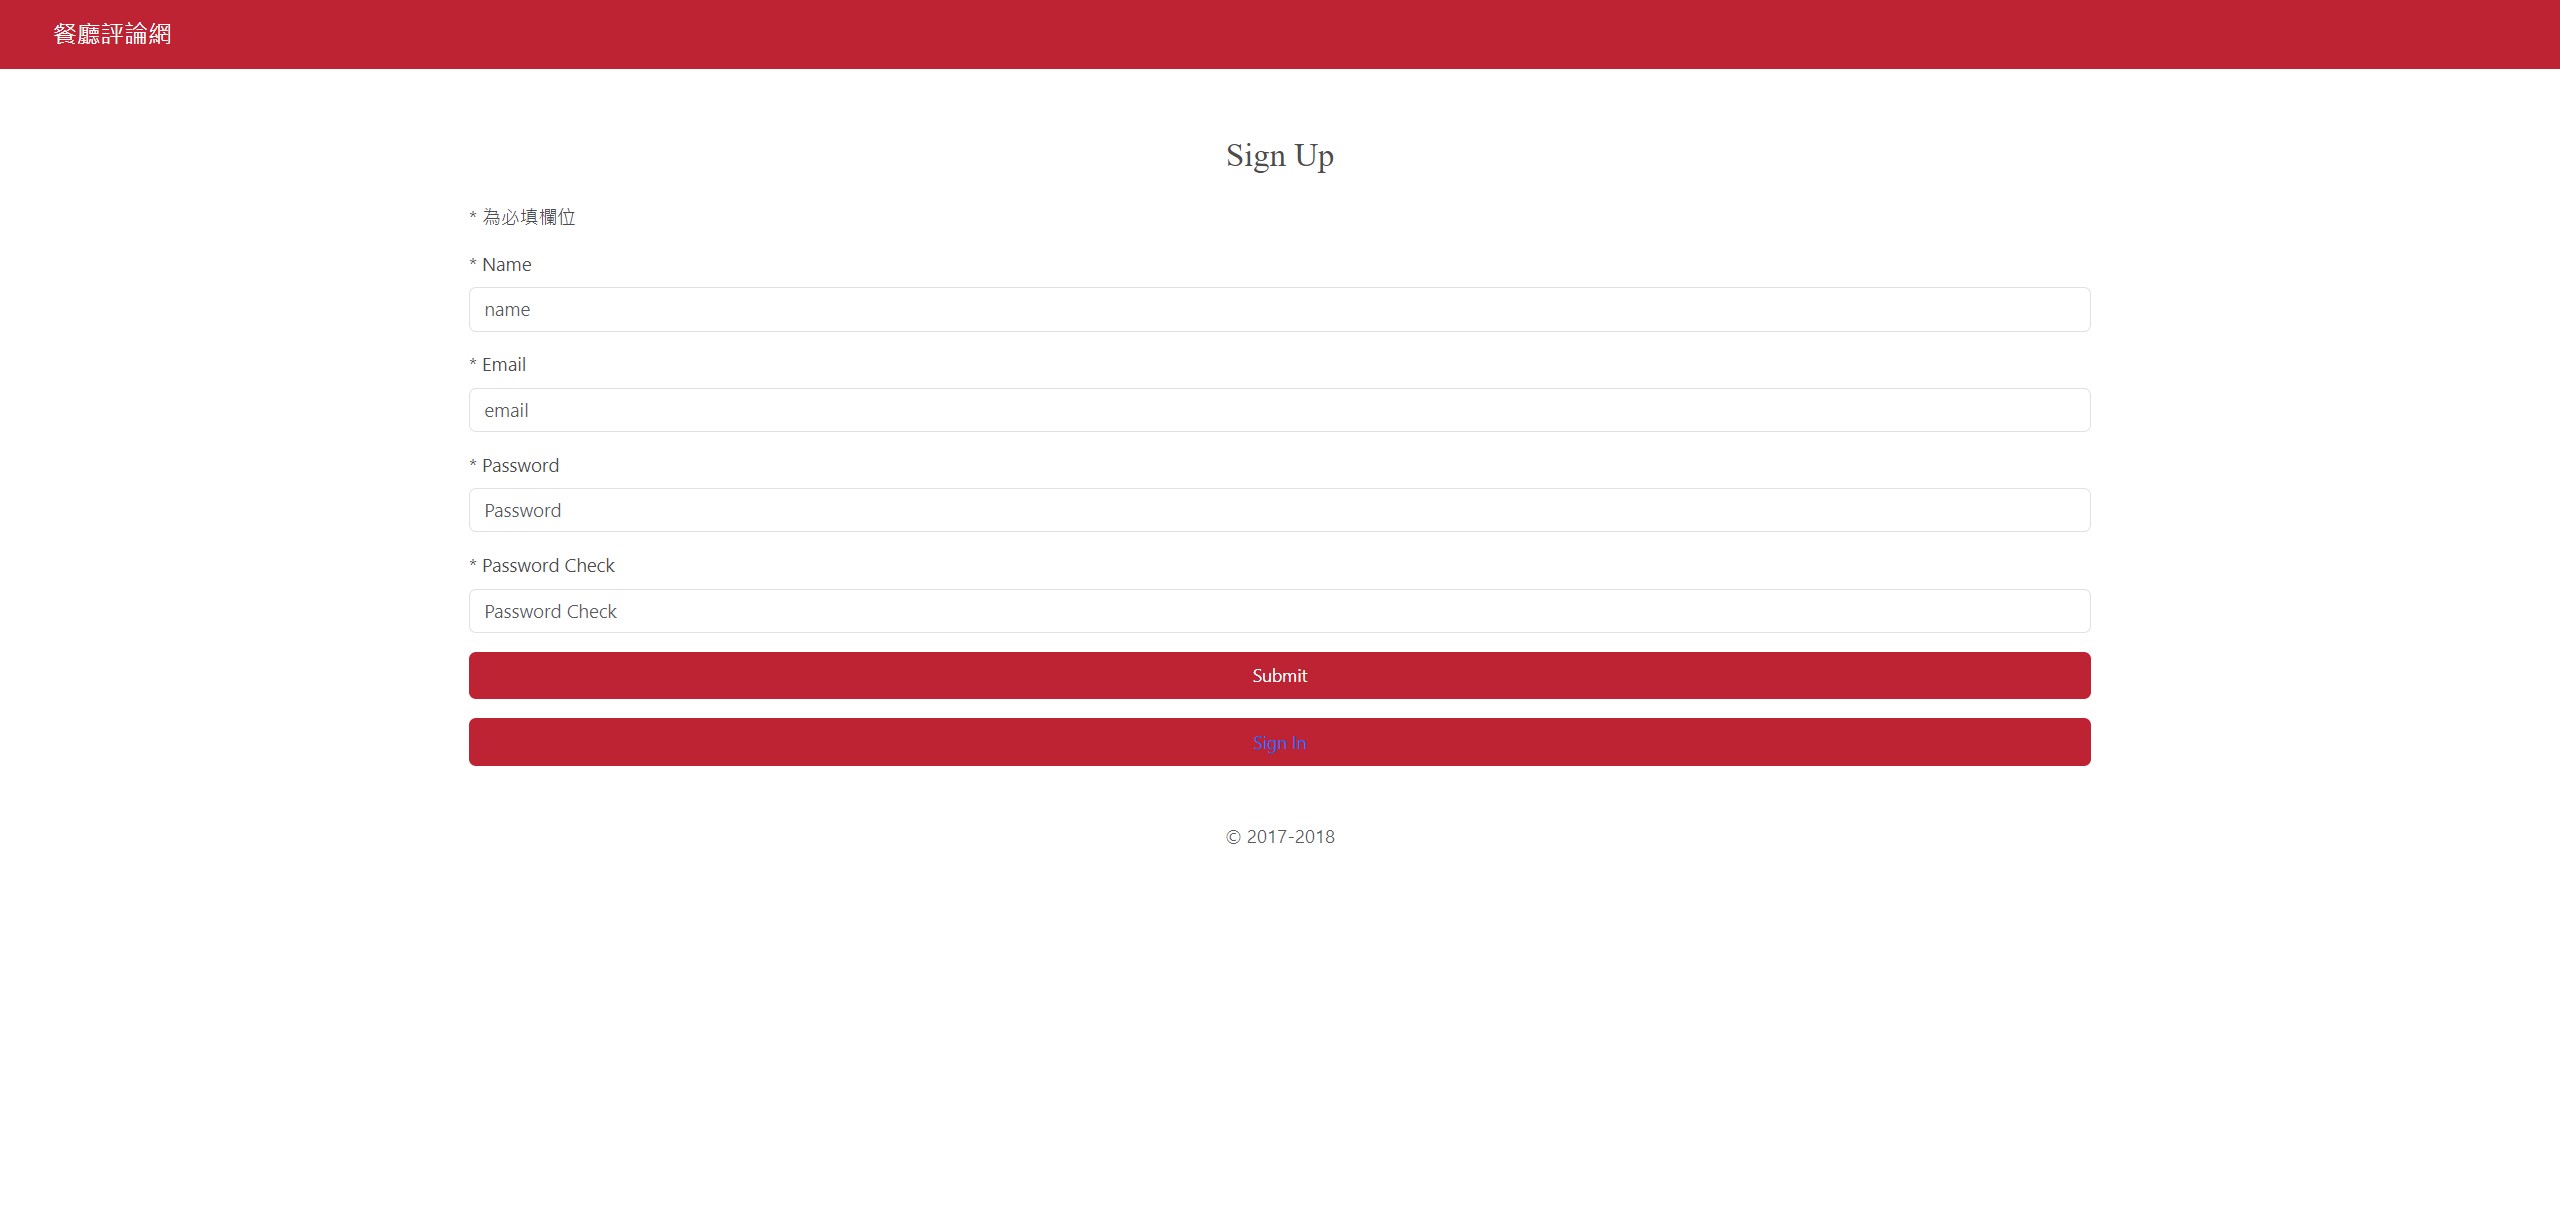 餐廳評論網
Sign Up
* 為必填欄位
* Name
name
* Email
email
* Password
Password
* Password Check
Password Check
Submit
Sign In
© 2017-2018